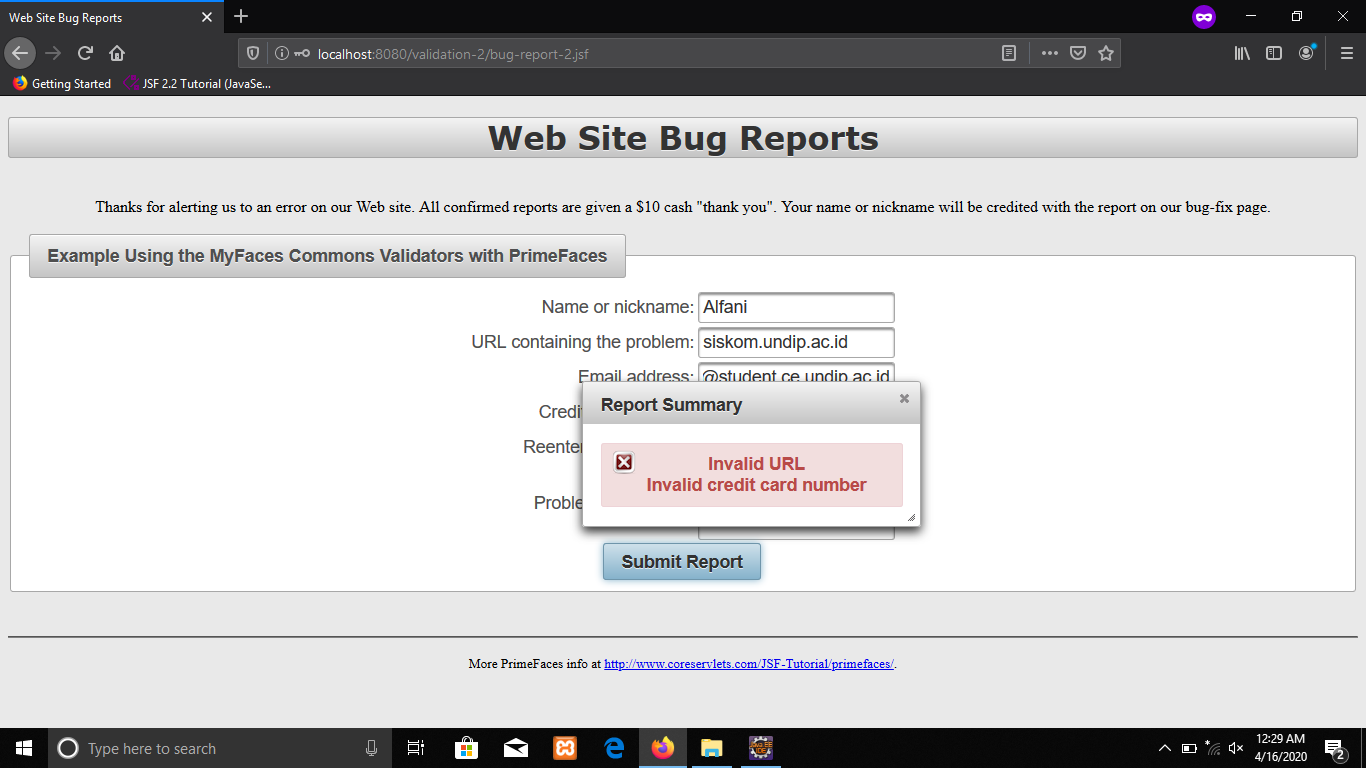 Web Site Bug Reports
localhost:8080/validation-2/bug-report-2.jsf
Getting Started
JSF 2.2 Tutorial (JavaSe...
Web Site Bug Reports
Thanks for alerting us to an error on our Web site. All confirmed reports are given a $10 cash "thank you". Your name or nickname will be credited with the report on our bug-fix page.
Example Using the MyFaces Commons Validators with PrimeFaces
Name or nickname: Alfani
URL containing the problem: siskom.undip.ac.id
Email address: @student.ce.undip.ac.id
Credi
Reenter
Proble
Report Summary
Invalid URL
Invalid credit card number
Submit Report
More PrimeFaces info at http://www.coreservlets.com/JSF-Tutorial/primefaces/.
Type here to search
12:29 AM
4/16/2020
2